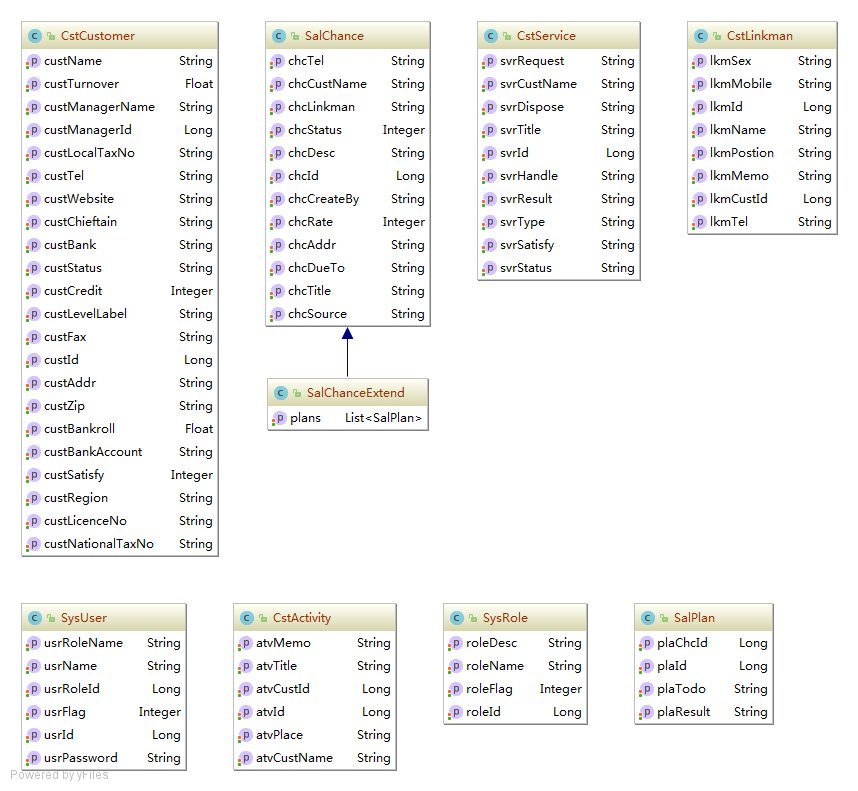 CstCustomer
custName String
custTurnover Float
custManagerName String
custManagerId Long
custLocalTaxNo String
custTel String
custWebsite String
custChieftain String
custBank String
custStatus String
custCredit Integer
custLevelLabel String
custFax String
custId Long
custAddr String
custZip String
custBankroll Float
custBankAccount String
custSatisfy Integer
custRegion String
custLicenceNo String
custNationalTaxNo String
SalChance
chcTel String
chcCustName String
chcLinkman String
chcStatus Integer
chcDesc String
chcId Long
chcCreateBy String
chcRate Integer
chcAddr String
chcDueTo String
chcTitle String
chcSource String
SalChanceExtend
plans List<SalPlan>
CstService
svrRequest String
svrCustName String
svrDispose String
svrTitle String
svrId Long
svrHandle String
svrResult String
svrType String
svrSatisfy String
svrStatus String
CstLinkman
lkmSex String
lkmMobile String
lkmId Long
lkmName String
lkmPostion String
lkmMemo String
lkmCustId Long
lkmTel String
SysUser
usrRoleName String
usrName String
usrRoleId Long
usrFlag Integer
usrId Long
usrPassword String
CstActivity
atvMemo String
atvTitle String
atvCustId Long
atvId Long
atvPlace String
atvCustName String
SysRole
roleDesc String
roleName String
roleFlag Integer
roleId Long
SalPlan
plaChcId Long
plaId Long
plaTodo String
plaResult String
Powered by yFiles